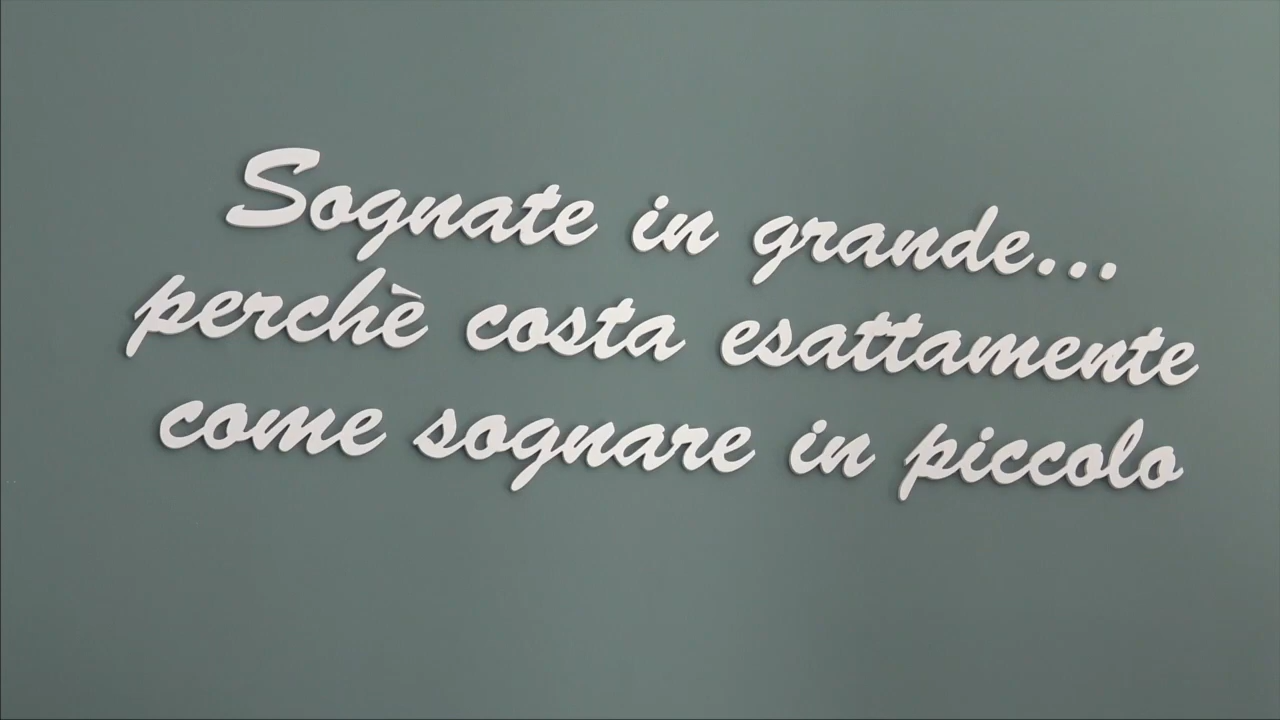 Sognate in grande...
perchè costa esattamente
come sognare in piccolo